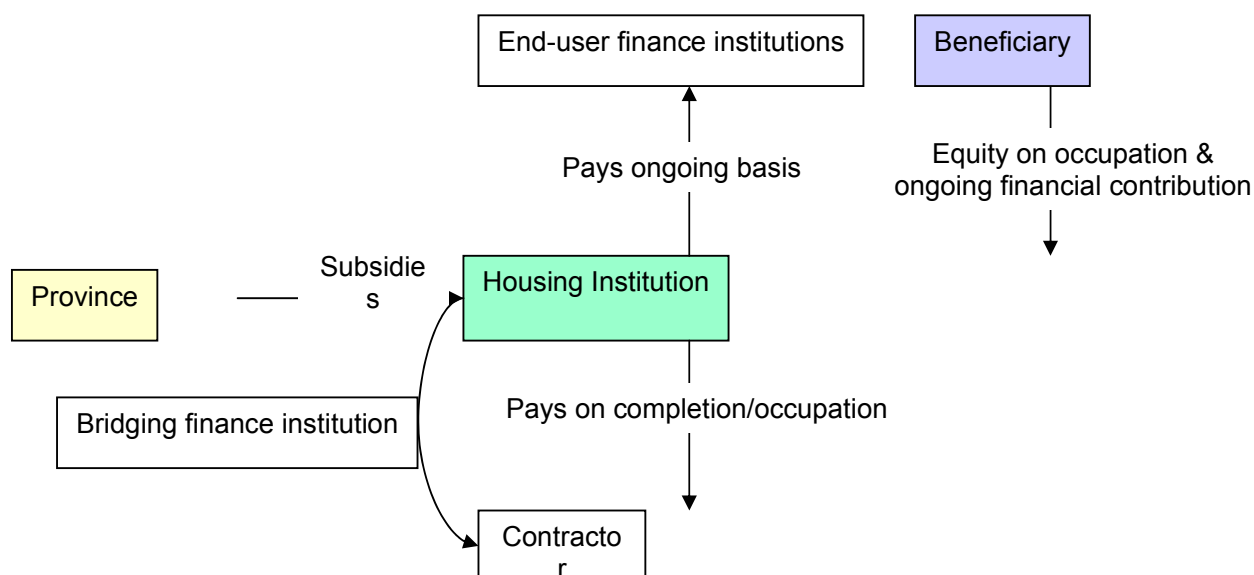 End-user finance institutions
Beneficiary
Pays ongoing basis
Equity on occupation &
ongoing financial contribution
Province
Subsidie
s
Housing Institution
Bridging finance institution
Pays on completion/occupation
Contracto
r